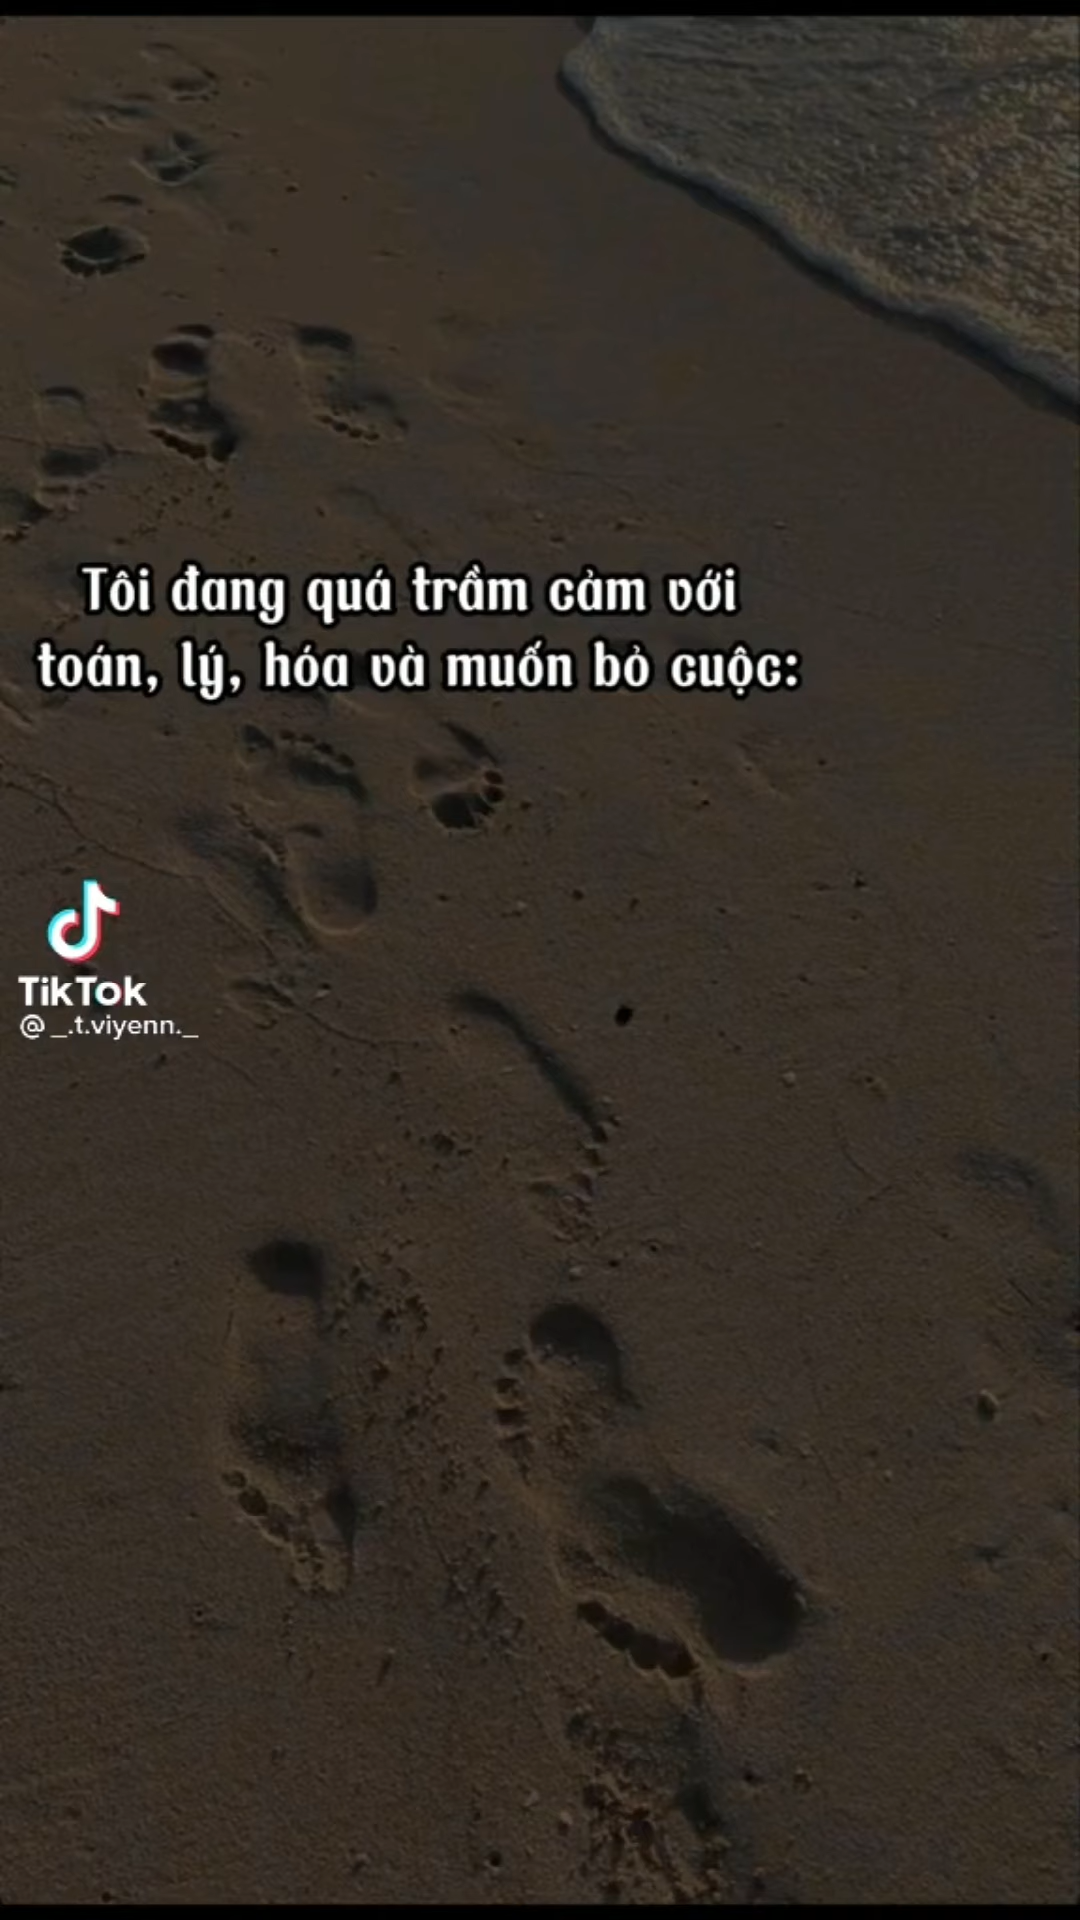 Tôi đang quá trầm cảm với
toán, lý, hóa và muốn bỏ cuộc:
TikTok
@_.t.viyenn._